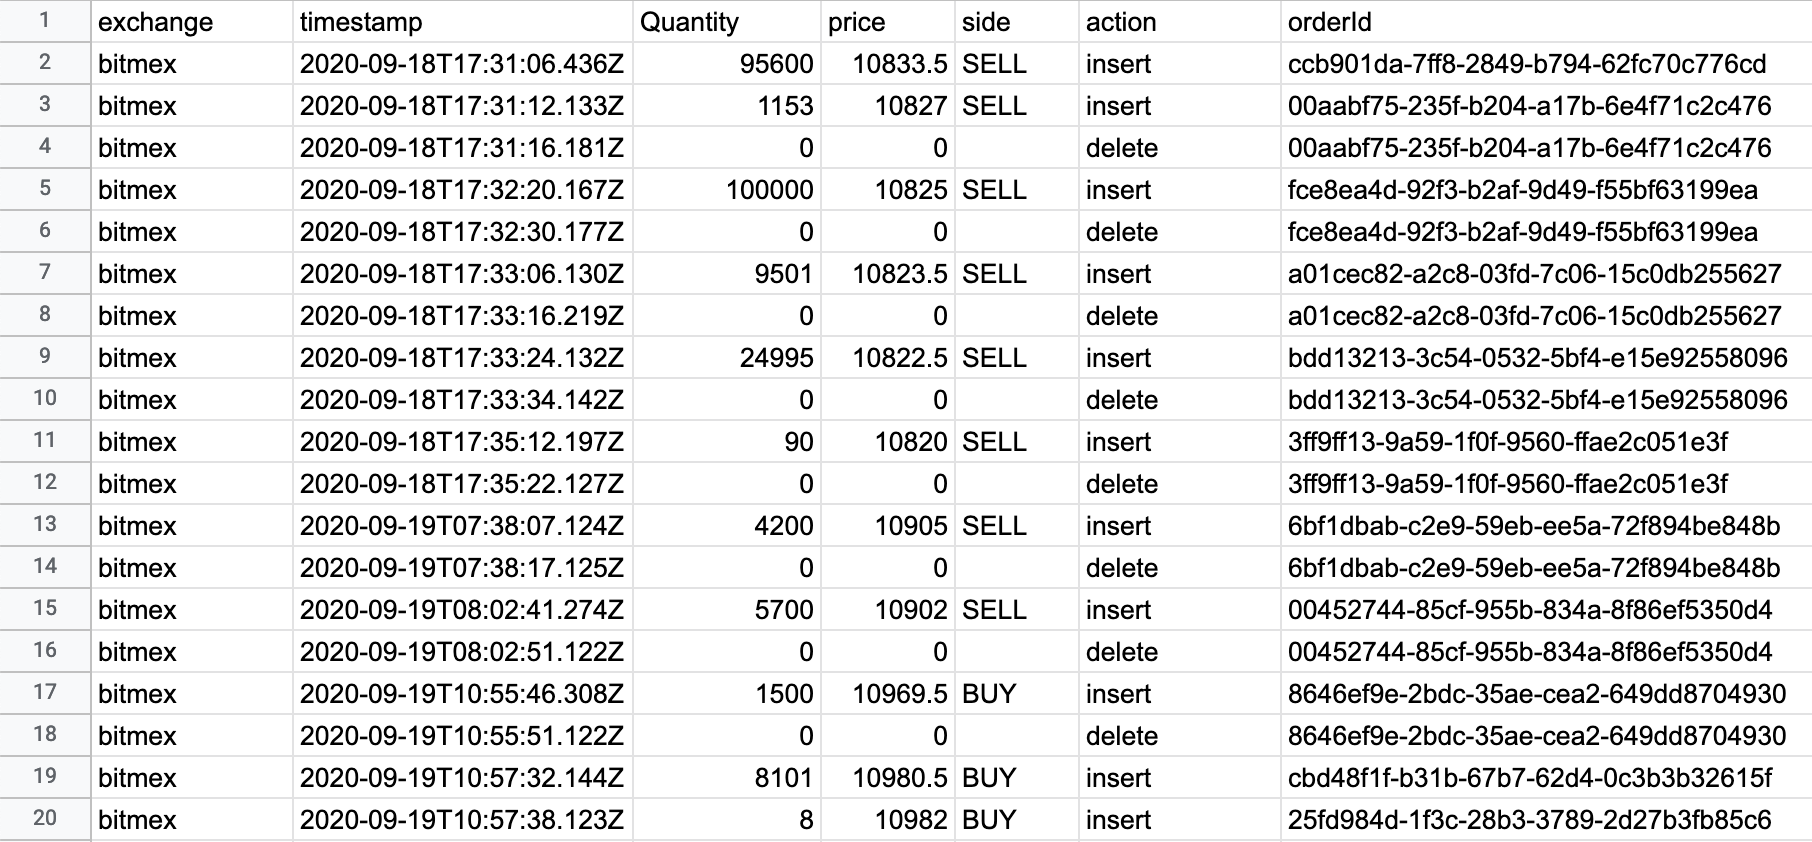 1 exchange timestamp Quantity price side action orderId
2 bitmex 2020-09-18T17:31:06.436Z 95600 10833.5 SELL insert ccb901da-7ff8-2849-b794-62fc70c776cd
3 bitmex 2020-09-18T17:31:12.133Z 1153 10827 SELL insert 00aabf75-235f-b204-a17b-6e4f71c2c476
4 bitmex 2020-09-18T17:31:16.181Z 0 0 delete 00aabf75-235f-b204-a17b-6e4f71c2c476
5 bitmex 2020-09-18T17:32:20.167Z 100000 10825 SELL insert fce8ea4d-92f3-b2af-9d49-f55bf63199ea
6 bitmex 2020-09-18T17:32:30.177Z 0 0 delete fce8ea4d-92f3-b2af-9d49-f55bf63199ea
7 bitmex 2020-09-18T17:33:06.130Z 9501 10823.5 SELL insert a01cec82-a2c8-03fd-7c06-15c0db255627
8 bitmex 2020-09-18T17:33:16.219Z 0 0 delete a01cec82-a2c8-03fd-7c06-15c0db255627
9 bitmex 2020-09-18T17:33:24.132Z 24995 10822.5 SELL insert bdd13213-3c54-0532-5bf4-e15e92558096
10 bitmex 2020-09-18T17:33:34.142Z 0 0 delete bdd13213-3c54-0532-5bf4-e15e92558096
11 bitmex 2020-09-18T17:35:12.197Z 90 10820 SELL insert 3ff9ff13-9a59-1f0f-9560-ffae2c051e3f
12 bitmex 2020-09-18T17:35:22.127Z 0 0 delete 3ff9ff13-9a59-1f0f-9560-ffae2c051e3f
13 bitmex 2020-09-19T07:38:07.124Z 4200 10905 SELL insert 6bf1dbab-c2e9-59eb-ee5a-72f894be848b
14 bitmex 2020-09-19T07:38:17.125Z 0 0 delete 6bf1dbab-c2e9-59eb-ee5a-72f894be848b
15 bitmex 2020-09-19T08:02:41.274Z 5700 10902 SELL insert 00452744-85cf-955b-834a-8f86ef5350d4
16 bitmex 2020-09-19T08:02:51.122Z 0 0 delete 00452744-85cf-955b-834a-8f86ef5350d4
17 bitmex 2020-09-19T10:55:46.308Z 1500 10969.5 BUY insert 8646ef9e-2bdc-35ae-cea2-649dd8704930
18 bitmex 2020-09-19T10:55:51.122Z 0 0 delete 8646ef9e-2bdc-35ae-cea2-649dd8704930
19 bitmex 2020-09-19T10:57:32.144Z 8101 10980.5 BUY insert cbd48f1f-b31b-67b7-62d4-0c3b3b32615f
20 bitmex 2020-09-19T10:57:38.123Z 8 10982 BUY insert 25fd984d-1f3c-28b3-3789-2d27b3fb85c6